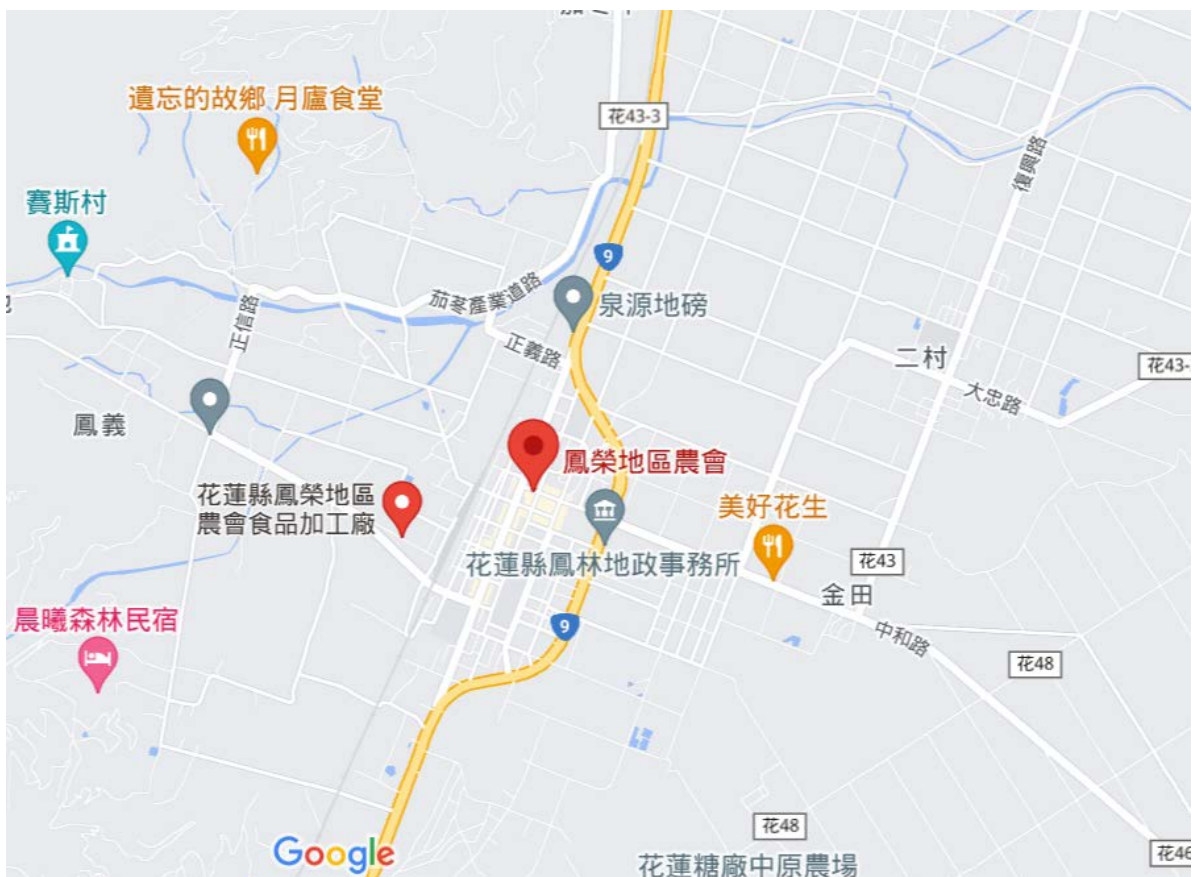 花43-3
遺忘的故鄉 月廬食堂
復興路
賽斯村
9
茄苳產業道路
泉源地磅
正信路
正義路
二村
花43-
大忠路
鳳義
鳳榮地區農會
花蓮縣鳳榮地區
農會食品加工廠
美好花生
花蓮縣鳳林地政事務所
花43
金田
晨曦森林民宿
9
中和路
花48
花48
Google
花蓮糖廠中原農場
花46